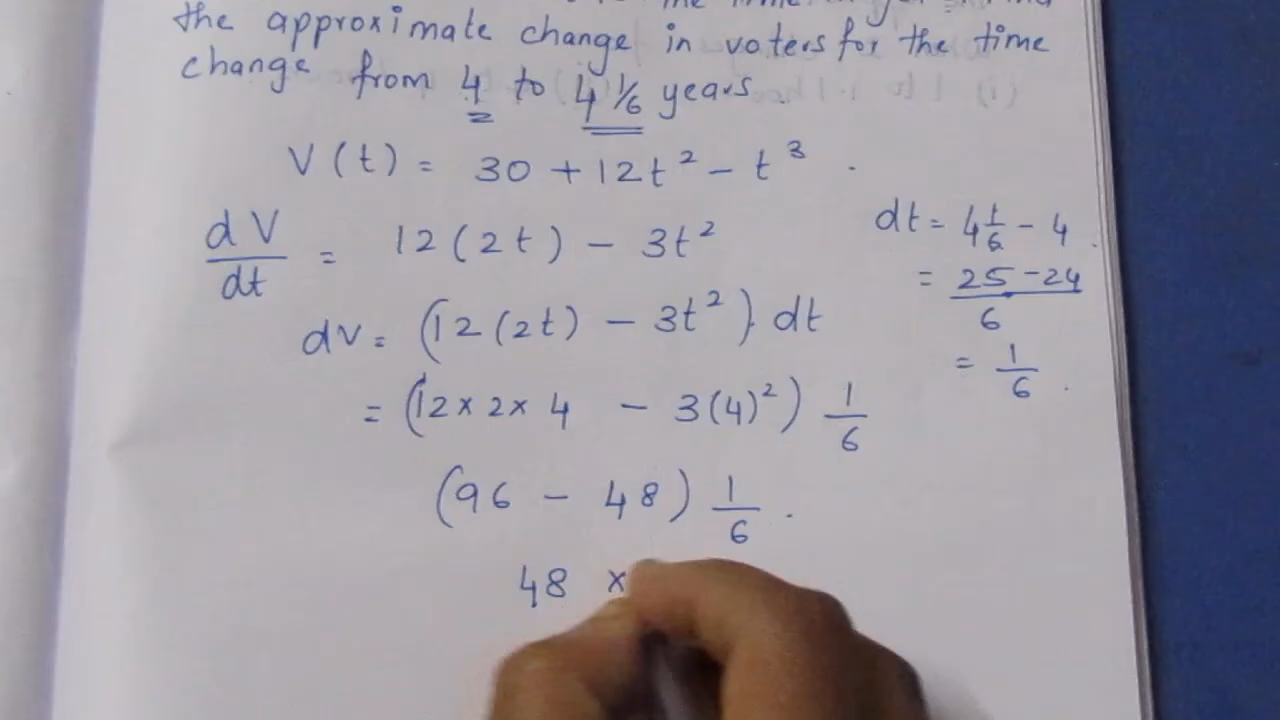 the approximate change in voters for the time
change from 4 to 4 1/6 years.
V(t) = 30 + 12t² - t³.
dV/dt = 12(2t) - 3t²
dt = 4 1/6 - 4.
= 25-24/6
= 1/6.
dV = (12(2t) - 3t²). dt
= (12 x 2 x 4 - 3(4)²) 1/6
(96 - 48) 1/6.
48 x